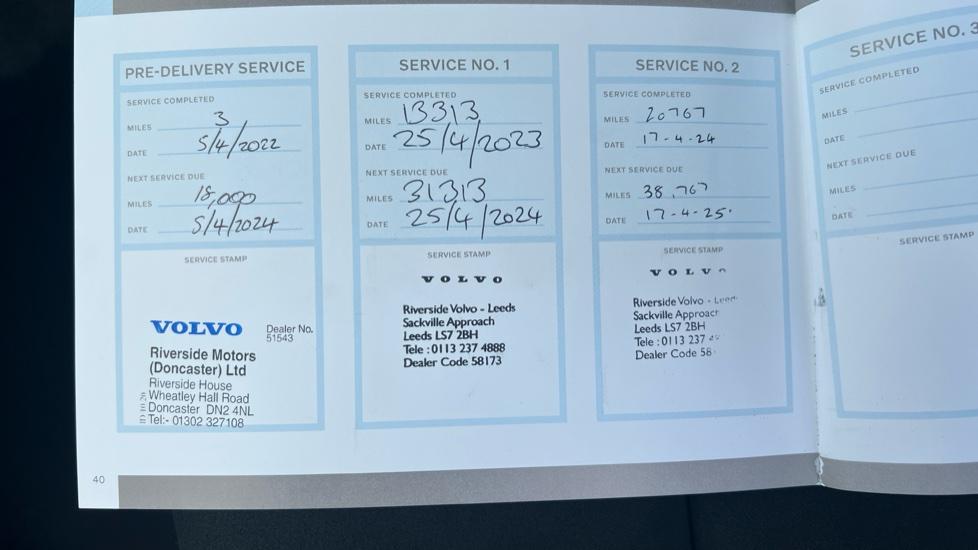 PRE-DELIVERY SERVICE
SERVICE COMPLETED
MILES 3
DATE 5/4/2022
NEXT SERVICE DUE
MILES 18,000
DATE 5/4/2024
SERVICE STAMP
VOLVO
Dealer No.
51543
Riverside Motors
(Doncaster) Ltd
Riverside House
Wheatley Hall Road
Doncaster DN2 4NL
Tel:- 01302 327108
SERVICE NO. 1
SERVICE COMPLETED
MILES 13313
DATE 25/4/2023
NEXT SERVICE DUE
MILES 31313
DATE 25/4/2024
SERVICE STAMP
VOLVO
Riverside Volvo - Leeds
Sackville Approach
Leeds LS7 2BH
Tele : 0113 237 4888
Dealer Code 58173
SERVICE NO. 2
SERVICE COMPLETED
MILES 20767
DATE 17-4-24
NEXT SERVICE DUE
MILES 38,767
DATE 17-4-25
SERVICE STAMP
VOLV
Riverside Volvo -
Sackville Approach
Leeds LS7 2BH
Tele : 0113 237
Dealer Code 58
SERVICE NO. 3
SERVICE COMPLETED
MILES
DATE
NEXT SERVICE DUE
MILES
DATE
SERVICE STAMP
40